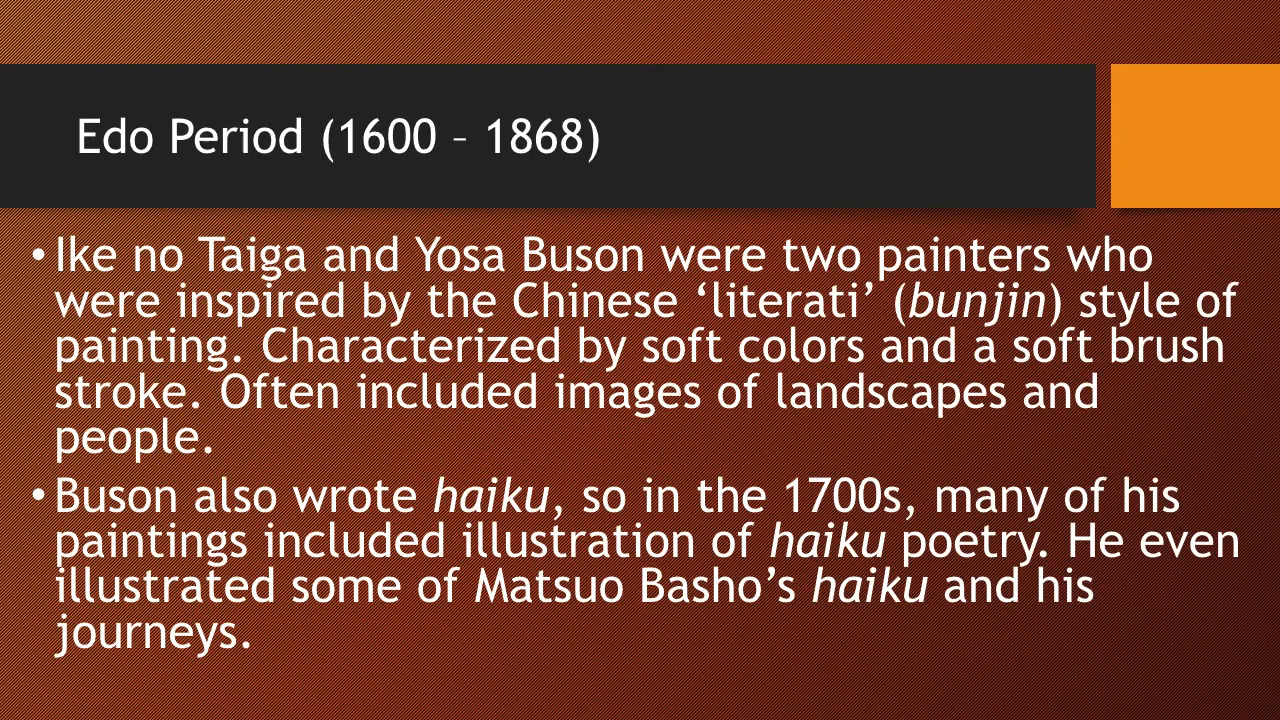 Edo Period (1600 – 1868)
• Ike no Taiga and Yosa Buson were two painters who
were inspired by the Chinese ‘literati’ (bunjin) style of
painting. Characterized by soft colors and a soft brush
stroke. Often included images of landscapes and
people.
• Buson also wrote haiku, so in the 1700s, many of his
paintings included illustration of haiku poetry. He even
illustrated some of Matsuo Basho’s haiku and his
journeys.